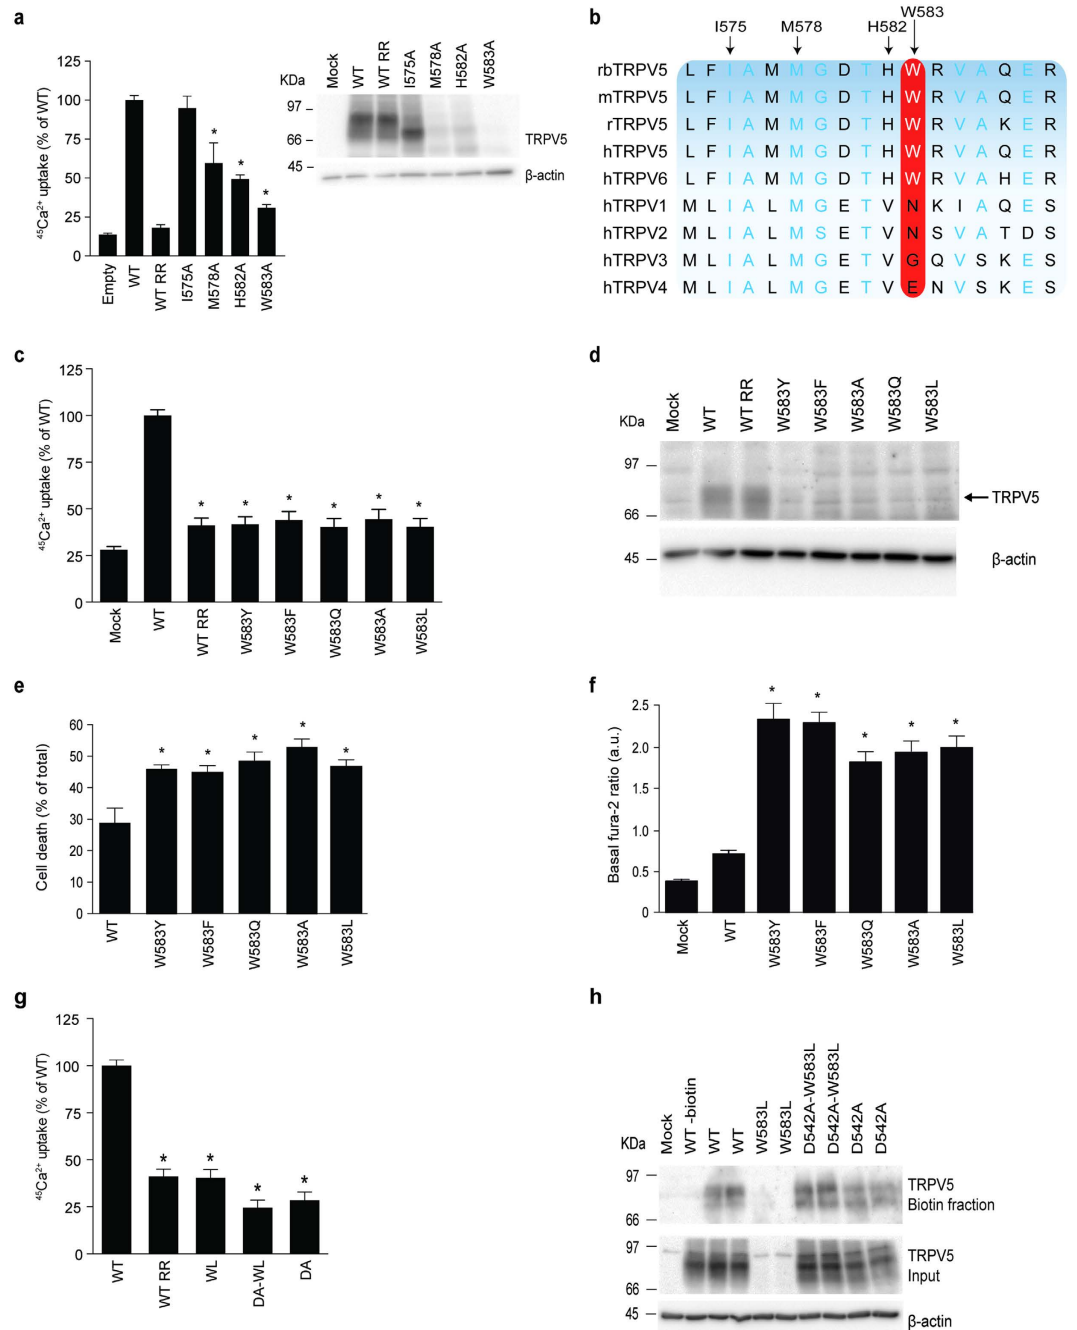 a
125
100
75
50
25
0
⁴⁵Ca²⁺ uptake (% of WT)
Empty
WT
WT RR
I575A
M578A
H582A
W583A
* * * *
KDa
Mock
WT
WT RR
I575A
M578A
H582A
W583A
97
66
45
TRPV5
β-actin
b
I575 M578 H582 W583
rbTRPV5 L F I A M M G D T H W R V A Q E R
mTRPV5 L F I A M M G D T H W R V A Q E R
rTRPV5 L F I A M M G D T H W R V A K E R
hTRPV5 L F I A M M G D T H W R V A Q E R
hTRPV6 L F I A M M G D T H W R V A H E R
hTRPV1 M L I A L M G E T V N K I A Q E S
hTRPV2 M L I A L M S E T V N S V A T D S
hTRPV3 M L I A L M G E T V G Q V S K E S
hTRPV4 M L I A L M G E T V E N V S K E S
c
125
100
75
50
25
0
⁴⁵Ca²⁺ uptake (% of WT)
* * * * * *
Mock
WT
WT RR
W583Y
W583F
W583Q
W583A
W583L
d
KDa
Mock
WT
WT RR
W583Y
W583F
W583A
W583Q
W583L
97
66
45
TRPV5
β-actin
e
60
50
40
30
20
10
0
Cell death (% of total)
* * * * *
WT
W583Y
W583F
W583Q
W583A
W583L
f
2.5
2.0
1.5
1.0
0.5
0
Basal fura-2 ratio (a.u.)
* * * * *
Mock
WT
W583Y
W583F
W583Q
W583A
W583L
g
125
100
75
50
25
0
⁴⁵Ca²⁺ uptake (% of WT)
* * * *
WT
WT RR
WL
DA-WL
DA
h
KDa
Mock
WT -biotin
WT
WT
W583L
W583L
D542A-W583L
D542A-W583L
D542A
D542A
97
66
TRPV5
Biotin fraction
97
66
TRPV5
Input
45
β-actin